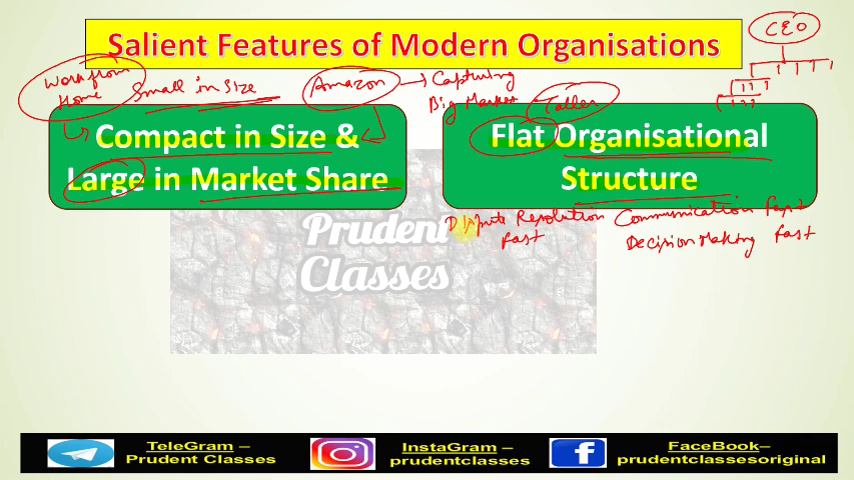 Salient Features of Modern Organisations
CEO
Work from
Home
Small in Size
Amazon
Capturing
Big Market
Taller
Compact in Size &
Large in Market Share
Flat Organisational
Structure
Dispute Resolution
fast
Communication fast
Decision Making fast
Prudent
Classes
TeleGram –
Prudent Classes
InstaGram –
prudentclasses
FaceBook–
prudentclassesoriginal